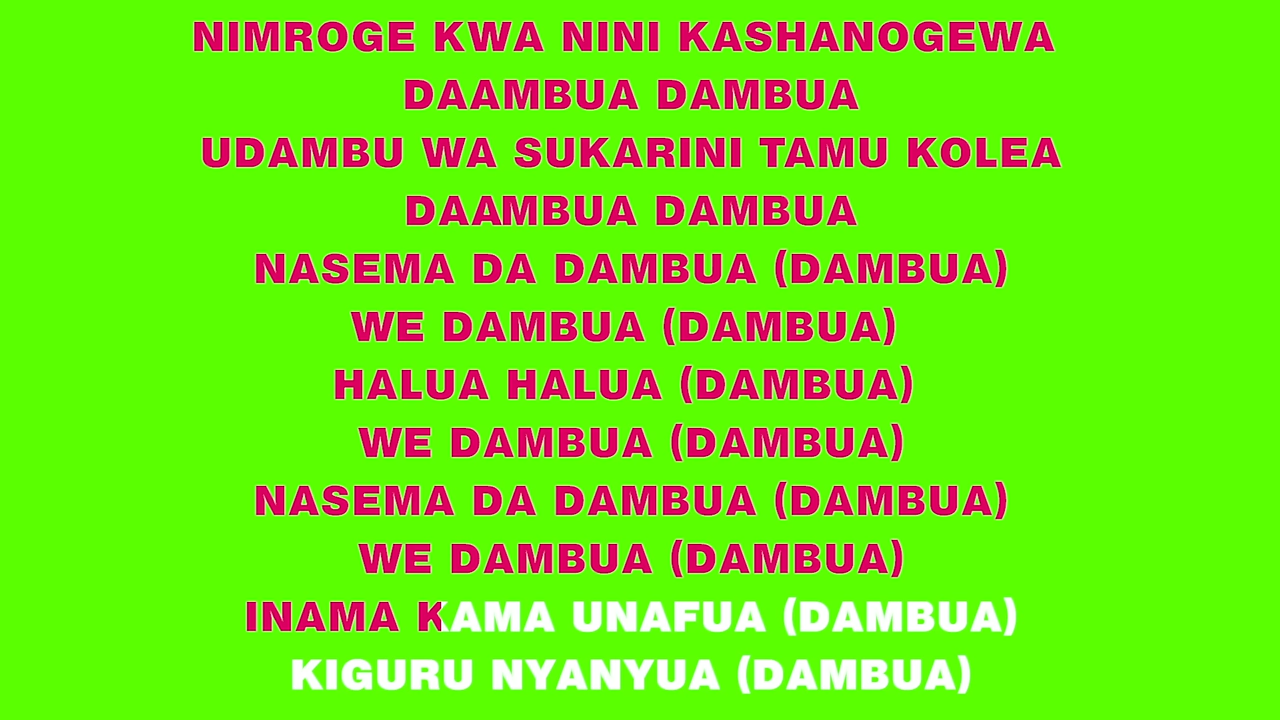 NIMROGE KWA NINI KASHANOGEWA
DAAMBUA DAMBUA
UDAMBU WA SUKARINI TAMU KOLEA
DAAMBUA DAMBUA
NASEMA DA DAMBUA (DAMBUA)
WE DAMBUA (DAMBUA)
HALUA HALUA (DAMBUA)
WE DAMBUA (DAMBUA)
NASEMA DA DAMBUA (DAMBUA)
WE DAMBUA (DAMBUA)
INAMA KAMA UNAFUA (DAMBUA)
KIGURU NYANYUA (DAMBUA)